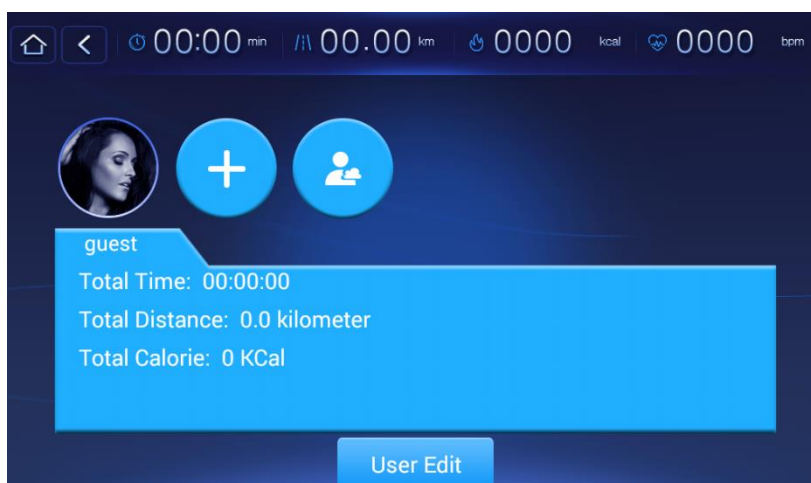 00:00 min 00.00 km 0000 kcal 0000 bpm
guest
Total Time: 00:00:00
Total Distance: 0.0 kilometer
Total Calorie: 0 KCal
User Edit